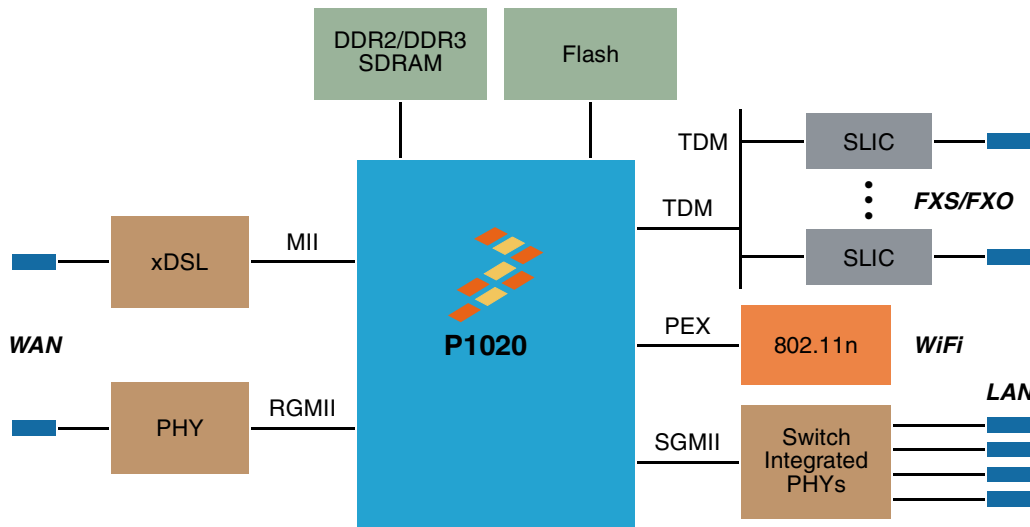 DDR2/DDR3
SDRAM
Flash
TDM
SLIC
FXS/FXO
TDM
SLIC
xDSL
MII
WAN
P1020
PEX
802.11n
WiFi
PHY
RGMII
SGMII
Switch
Integrated
PHYs
LAN